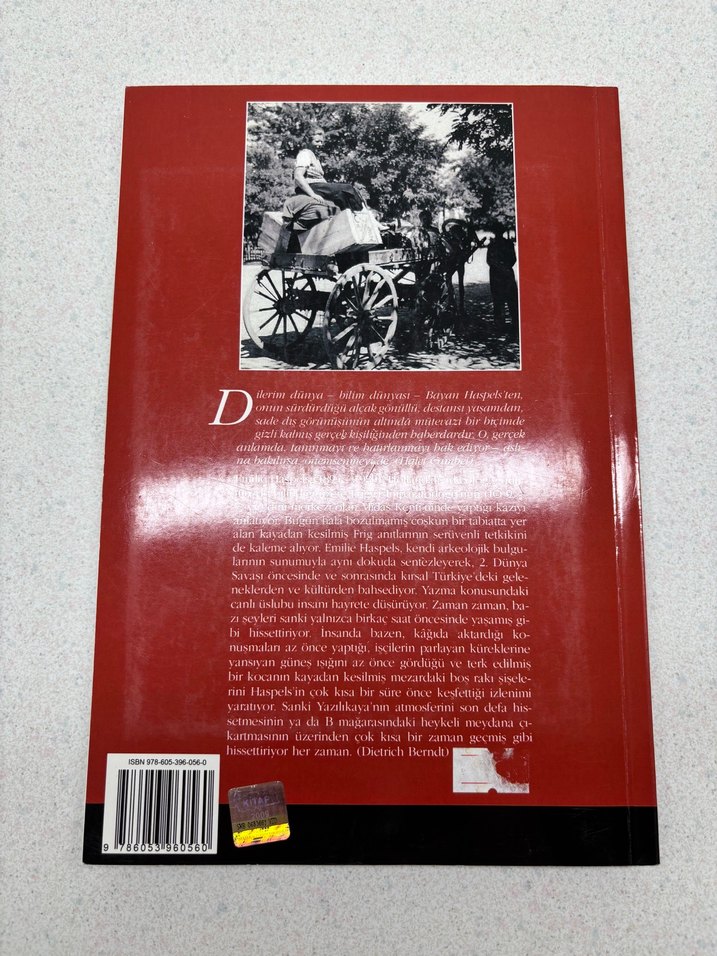 Dilerim dünya – bilim dünyası – Bayan Haspels'ten,
onun sürdürdüğü alçak gönüllü, destansı yaşamdan,
sade dış görünüşünün altında mütevazi bir biçimde
gizli kalmış gerçek kişiliğinden haberdardır. O, gerçek
anlamda, tanınmayı ve hatırlanmayı hak ediyor – aslı-
na bakılırsa, önemsenmeyi de. (Halet Çambel)
Midas Kenti'nde yaptığı kazıyı
anlatıyor. Bugün hâlâ bozulmamış coşkun bir tabiatta yer
alan kayadan kesilmiş Frig anıtlarının serüvenli tetkikini
de kaleme alıyor. Emilie Haspels, kendi arkeolojik bulgu-
larının sunumuyla aynı dokuda sentezleyerek, 2. Dünya
Savaşı öncesinde ve sonrasında kırsal Türkiye'deki gele-
neklerden ve kültürden bahsediyor. Yazma konusundaki
canlı üslubu insanı hayrete düşürüyor. Zaman zaman, ba-
zı şeyleri sanki yalnızca birkaç saat öncesinde yaşamış gi-
bi hissettiriyor. İnsanda bazen, kâğıda aktardığı ko-
nuşmaları az önce yaptığı, işçilerin parlayan küreklerine
yansıyan güneş ışığını az önce gördüğü ve terk edilmiş
bir kocanın kayadan kesilmiş mezardaki boş rakı şişele-
rini Haspels'in çok kısa bir süre önce keşfettiği izlenimi
yaratıyor. Sanki Yazılıkaya'nın atmosferini son defa his-
setmesinin ya da B mağarasındaki heykeli meydana çı-
kartmasının üzerinden çok kısa bir zaman geçmiş gibi
hissettiriyor her zaman. (Dietrich Berndt)
ISBN 978-605-396-056-0
9 786053 960560